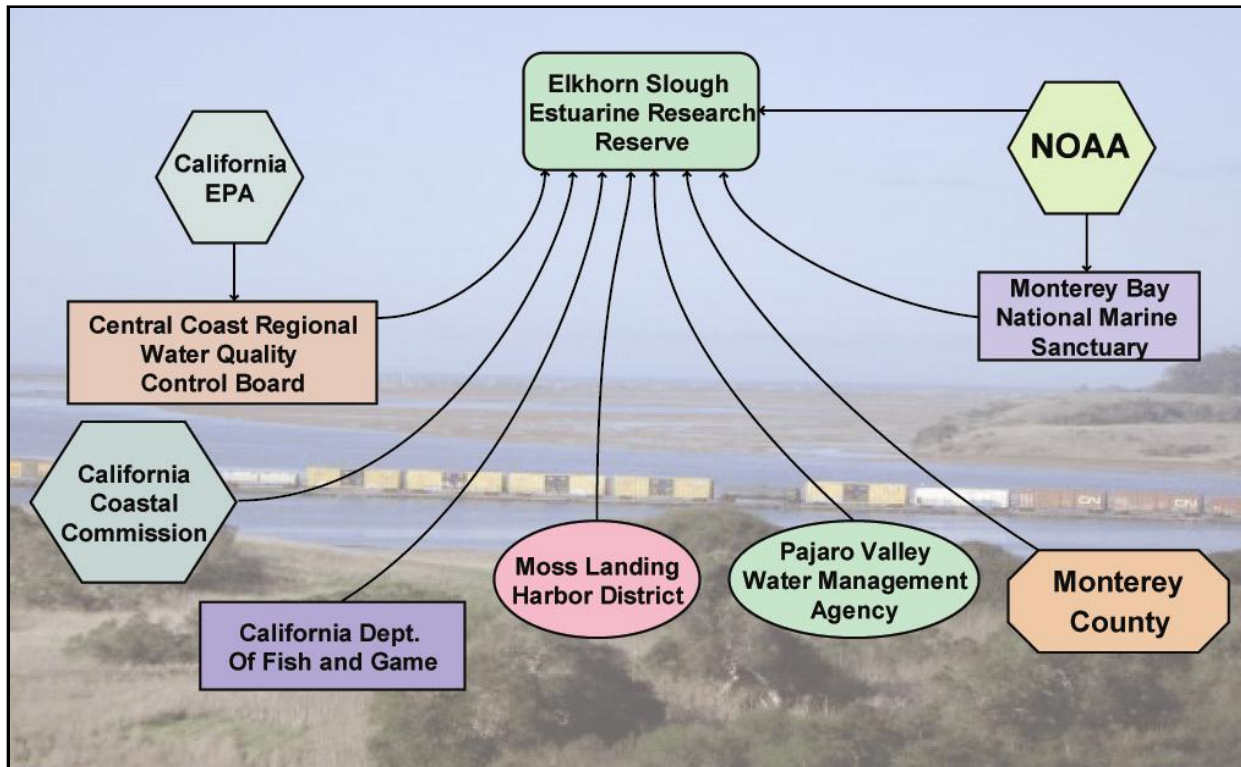 Elkhorn Slough
Estuarine Research
Reserve
NOAA
California
EPA
Monterey Bay
National Marine
Sanctuary
Central Coast Regional
Water Quality
Control Board
California
Coastal
Commission
Moss Landing
Harbor District
Pajaro Valley
Water Management
Agency
Monterey
County
California Dept.
Of Fish and Game
CN
CN